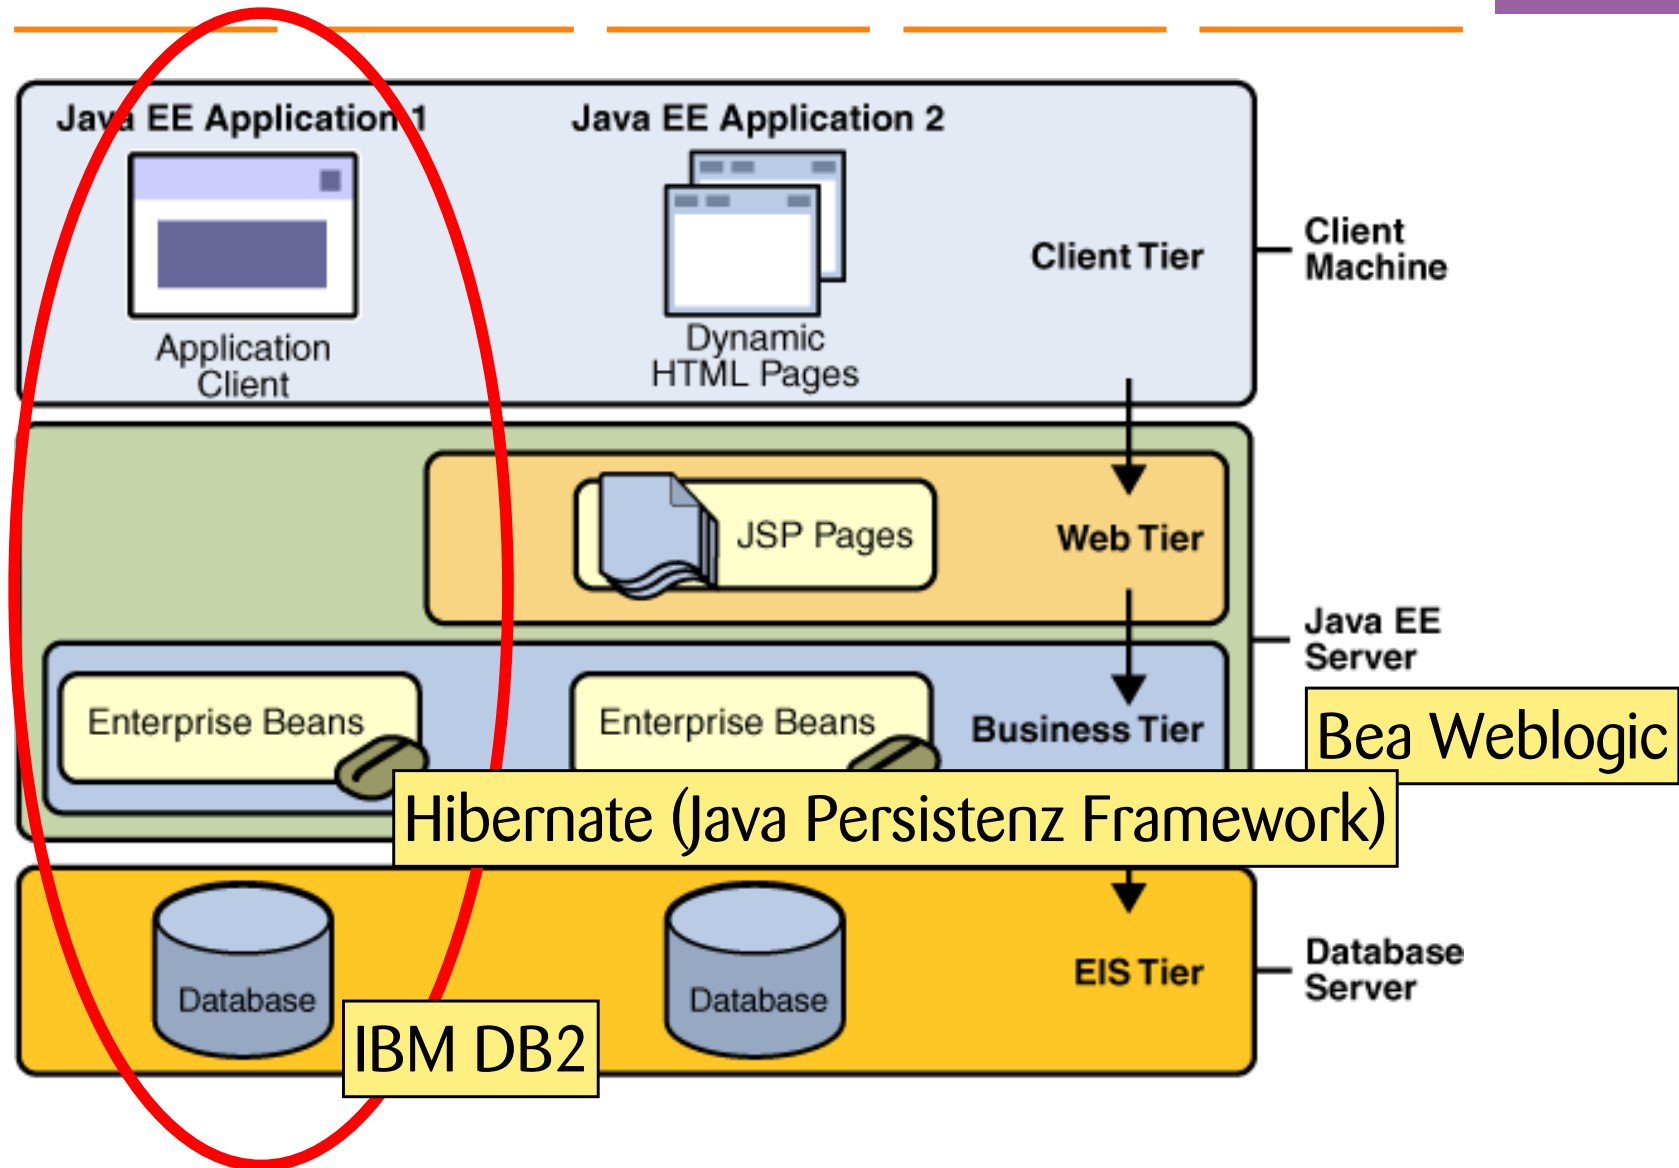 Java EE Application 1
Java EE Application 2
Application
Client
Dynamic
HTML Pages
Client Tier
Client
Machine
JSP Pages
Web Tier
Java EE
Server
Enterprise Beans
Enterprise Beans
Business Tier
Bea Weblogic
Hibernate (Java Persistenz Framework)
Database
Database
EIS Tier
Database
Server
IBM DB2